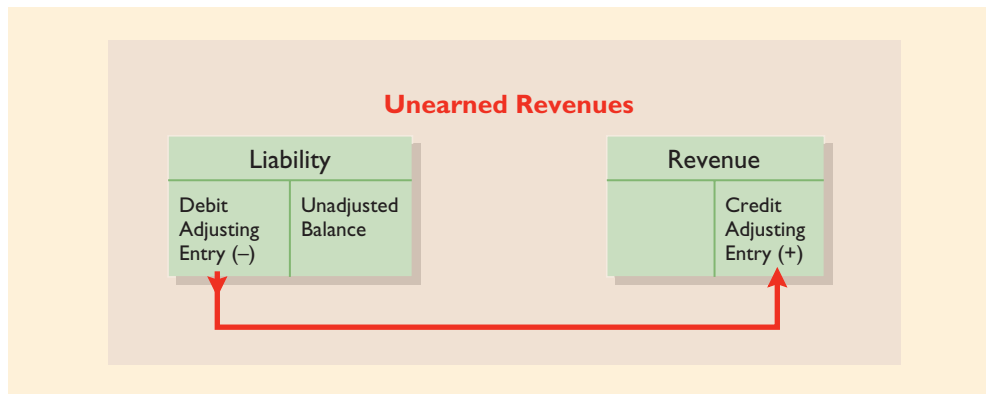 Unearned Revenues
Liability
Debit
Adjusting
Entry (–)
Unadjusted
Balance
Revenue
Credit
Adjusting
Entry (+)